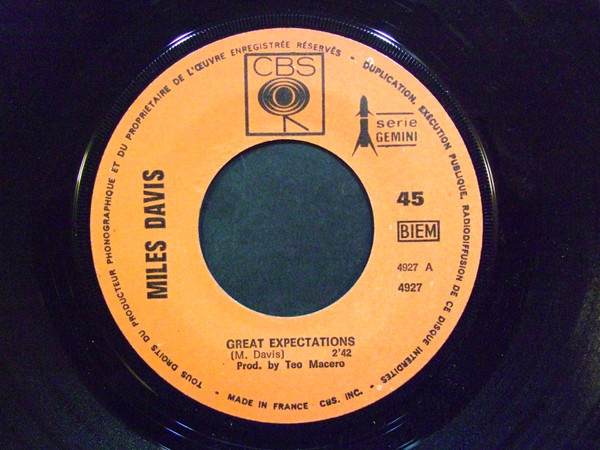 TOUS DROITS DU PRODUCTEUR PHONOGRAPHIQUE ET DU PROPRIETAIRE DE L'ŒUVRE ENREGISTRÉE RÉSERVÉS - DUPLICATION, EXÉCUTION PUBLIQUE, RADIODIFFUSION DE CE DISQUE INTERDITES
CBS
serie
GEMINI
MILES DAVIS
45
BIEM
4927 A
4927
GREAT EXPECTATIONS
(M. Davis) 2'42
Prod. by Teo Macero
- MADE IN FRANCE CBS. INC. -